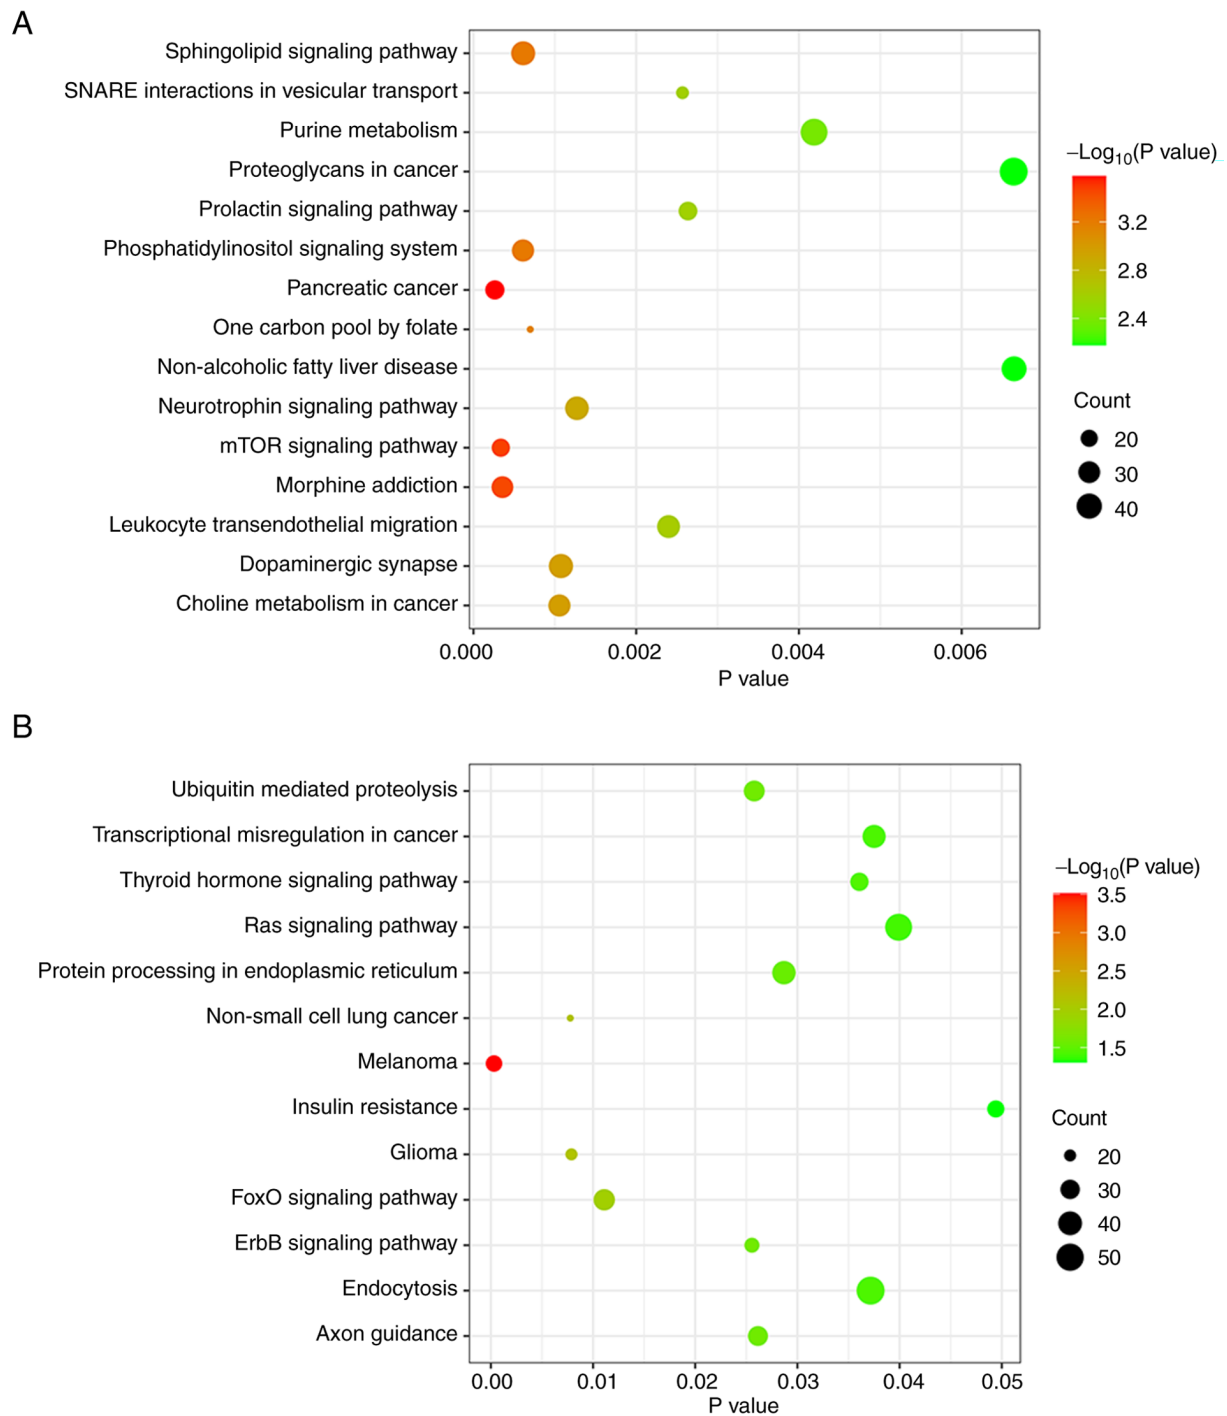 A
Sphingolipid signaling pathway
SNARE interactions in vesicular transport
Purine metabolism
Proteoglycans in cancer
Prolactin signaling pathway
Phosphatidylinositol signaling system
Pancreatic cancer
One carbon pool by folate
Non-alcoholic fatty liver disease
Neurotrophin signaling pathway
mTOR signaling pathway
Morphine addiction
Leukocyte transendothelial migration
Dopaminergic synapse
Choline metabolism in cancer
0.000 0.002 0.004 0.006
P value
−Log10(P value)
3.2
2.8
2.4
Count
20
30
40
B
Ubiquitin mediated proteolysis
Transcriptional misregulation in cancer
Thyroid hormone signaling pathway
Ras signaling pathway
Protein processing in endoplasmic reticulum
Non-small cell lung cancer
Melanoma
Insulin resistance
Glioma
FoxO signaling pathway
ErbB signaling pathway
Endocytosis
Axon guidance
0.00 0.01 0.02 0.03 0.04 0.05
P value
−Log10(P value)
3.5
3.0
2.5
2.0
1.5
Count
20
30
40
50